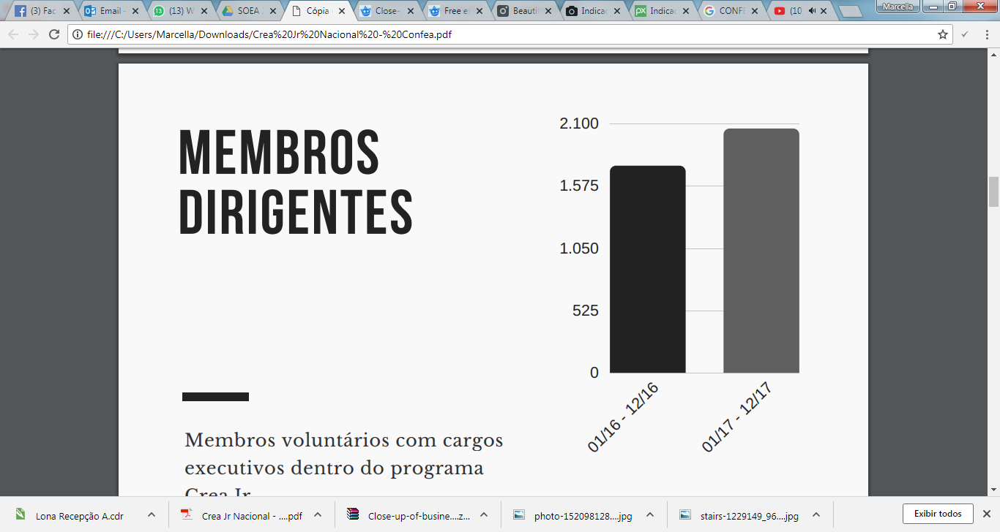 (3) Fac
Email -
(13) W
SOEA
Cópia
Close-
Free e
Beauti
Indica
Indica
CONF
(10
Marcella
file:///C:/Users/Marcella/Downloads/Crea%20Jr%20Nacional%20-%20Confea.pdf
MEMBROS
DIRIGENTES
2.100
1.575
1.050
525
0
01/16 - 12/16
01/17 - 12/17
Membros voluntários com cargos
executivos dentro do programa
Crea Jr
Lona Recepção A.cdr
Crea Jr Nacional - ....pdf
Close-up-of-busine....z...
photo-152098128....jpg
stairs-1229149_96....jpg
Exibir todos